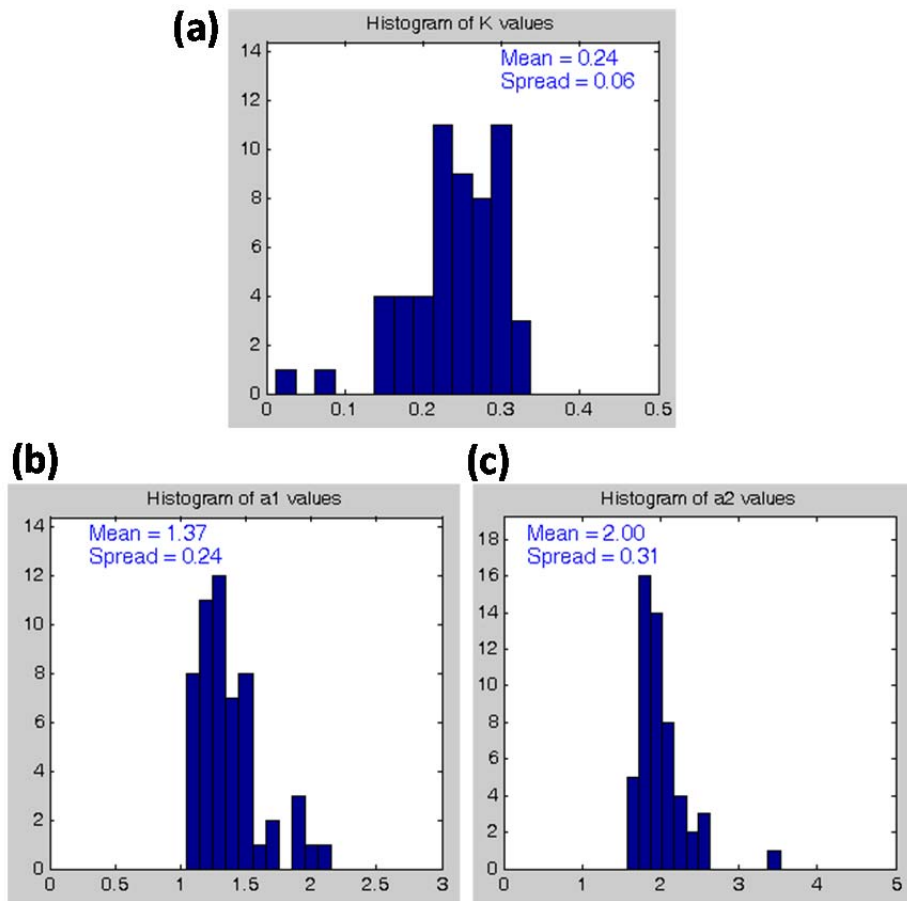 (a)
Histogram of K values
Mean = 0.24
Spread = 0.06
14
12
10
8
6
4
2
0
0 0.1 0.2 0.3 0.4 0.5
(b)
Histogram of a1 values
Mean = 1.37
Spread = 0.24
14
12
10
8
6
4
2
0
0 0.5 1 1.5 2 2.5 3
(c)
Histogram of a2 values
Mean = 2.00
Spread = 0.31
18
16
14
12
10
8
6
4
2
0
0 1 2 3 4 5